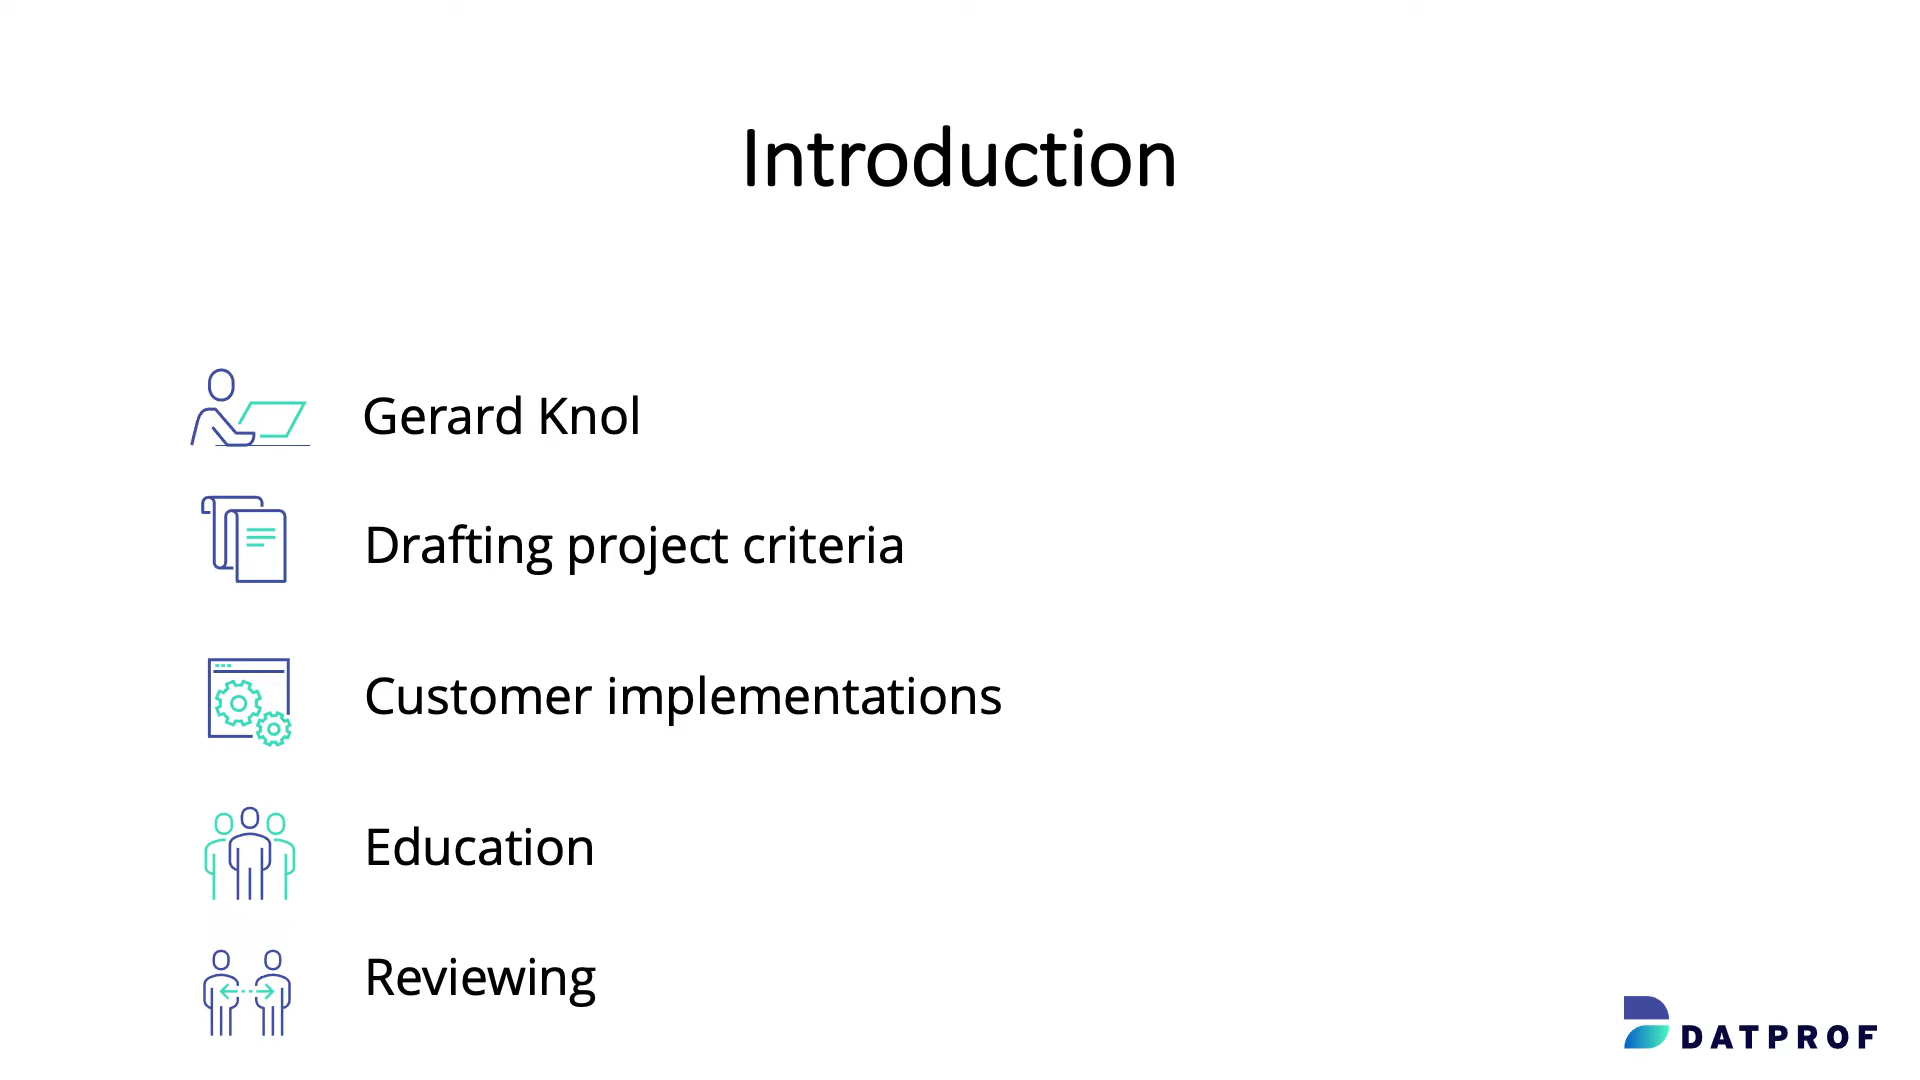 Introduction
Gerard Knol
Drafting project criteria
Customer implementations
Education
Reviewing
DATPROF